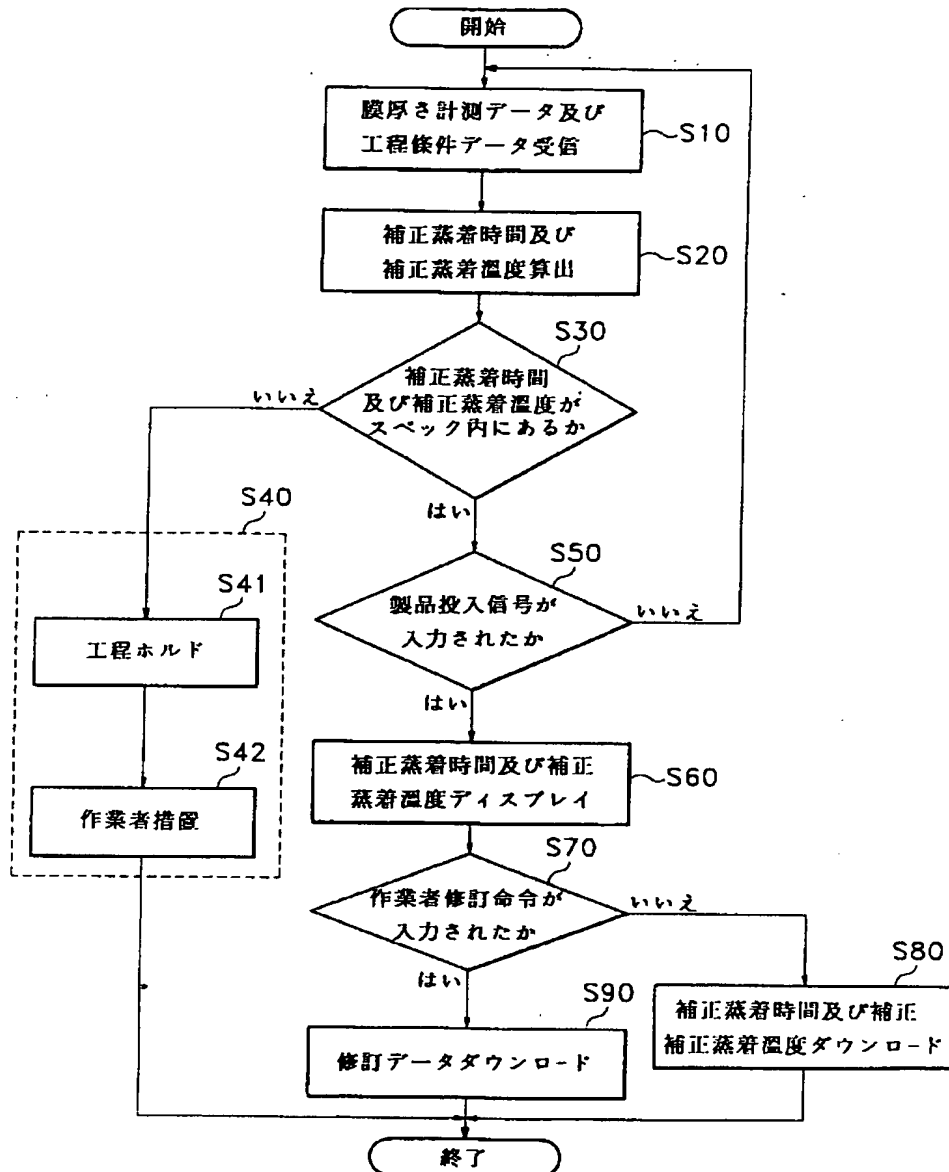 開始
膜厚さ計測データ及び
工程條件データ受信
S10
補正蒸着時間及び
補正蒸着溫度算出
S20
S30
補正蒸着時間
及び補正蒸着溫度が
スペック内にあるか
いいえ
はい
S40
S41
工程ホルド
S42
作業者措置
S50
製品投入信号が
入力されたか
いいえ
はい
補正蒸着時間及び補正
蒸着溫度ディスプレイ
S60
S70
作業者修訂命令が
入力されたか
いいえ
はい
S80
補正蒸着時間及び補正
補正蒸着溫度ダウンロード
S90
修訂データダウンロード
終了